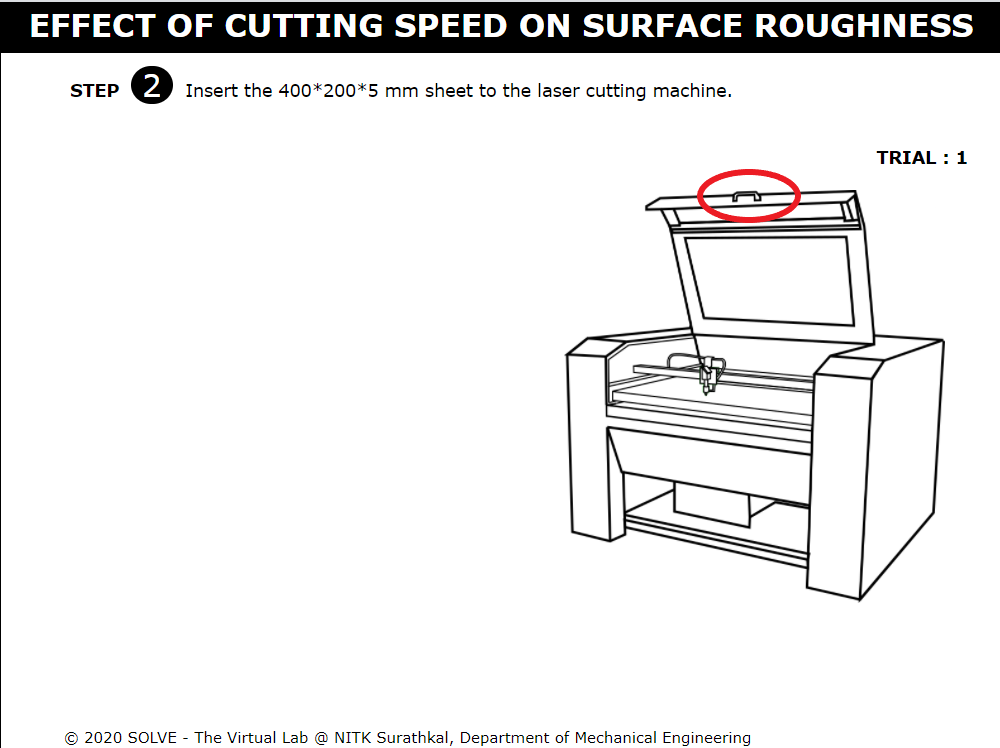 EFFECT OF CUTTING SPEED ON SURFACE ROUGHNESS
STEP 2 Insert the 400*200*5 mm sheet to the laser cutting machine.
TRIAL : 1
© 2020 SOLVE - The Virtual Lab @ NITK Surathkal, Department of Mechanical Engineering